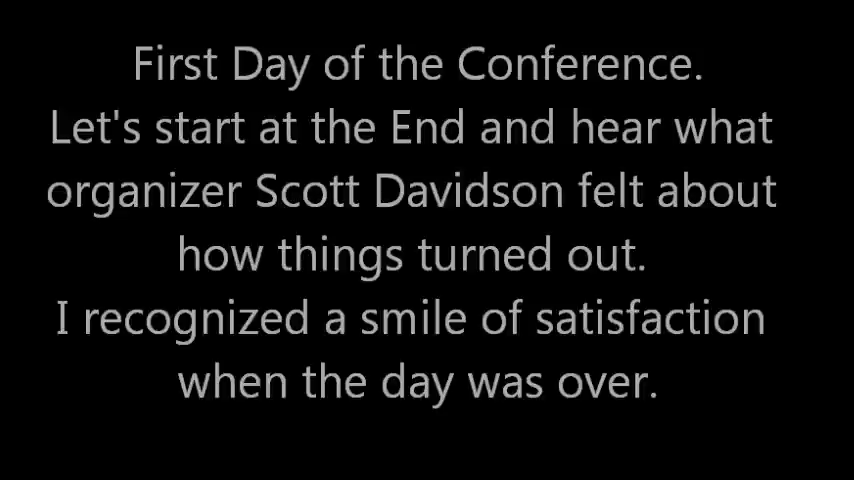 First Day of the Conference.
Let's start at the End and hear what
organizer Scott Davidson felt about
how things turned out.
I recognized a smile of satisfaction
when the day was over.